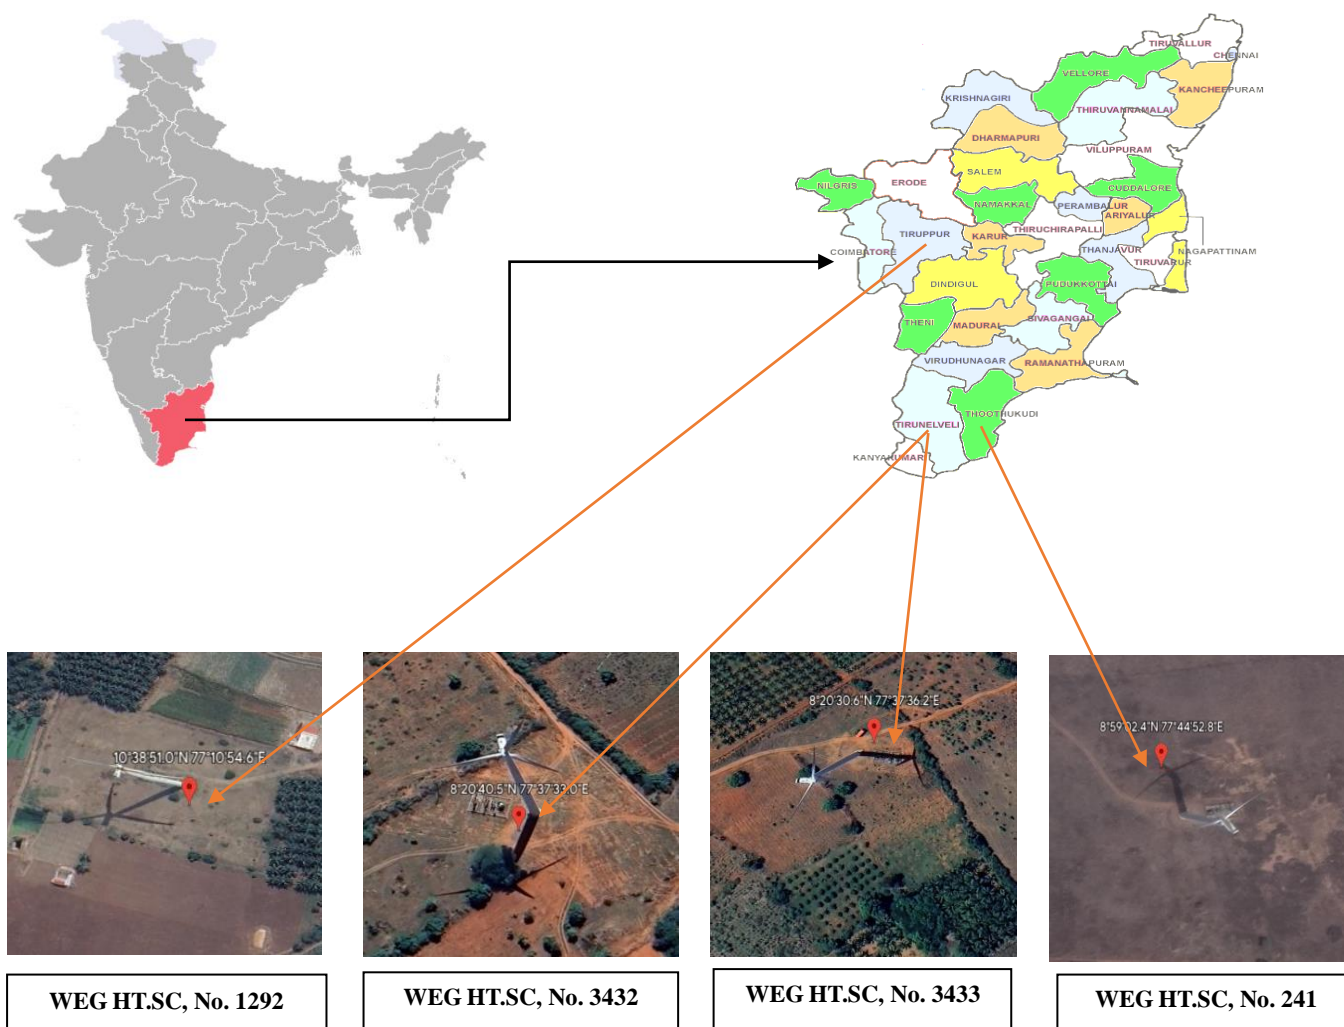 TIRUVALLUR
CHENNAI
VELLORE
KANCHEEPURAM
KRISHNAGIRI
THIRUVANNAMALAI
DHARMAPURI
VILUPPURAM
SALEM
NILGRIS
ERODE
CUDDALORE
NAMAKKAL
PERAMBALUR
ARIYALUR
TIRUPPUR
KARUR
THIRUCHIRAPALLI
COIMBATORE
THANJAVUR
NAGAPATTINAM
TIRUVARUR
DINDIGUL
PUDUKKOTTAI
THENI
MADURAI
SIVAGANGAI
VIRUDHUNAGAR
RAMANATHAPURAM
THOOTHUKUDI
TIRUNELVELI
KANYAKUMARI
10°38'51.0"N 77°10'54.6"E
8°20'40.5"N 77°37'33.0"E
8°20'30.6"N 77°37'36.2"E
8°59'02.4"N 77°44'52.8"E
WEG HT.SC, No. 1292
WEG HT.SC, No. 3432
WEG HT.SC, No. 3433
WEG HT.SC, No. 241